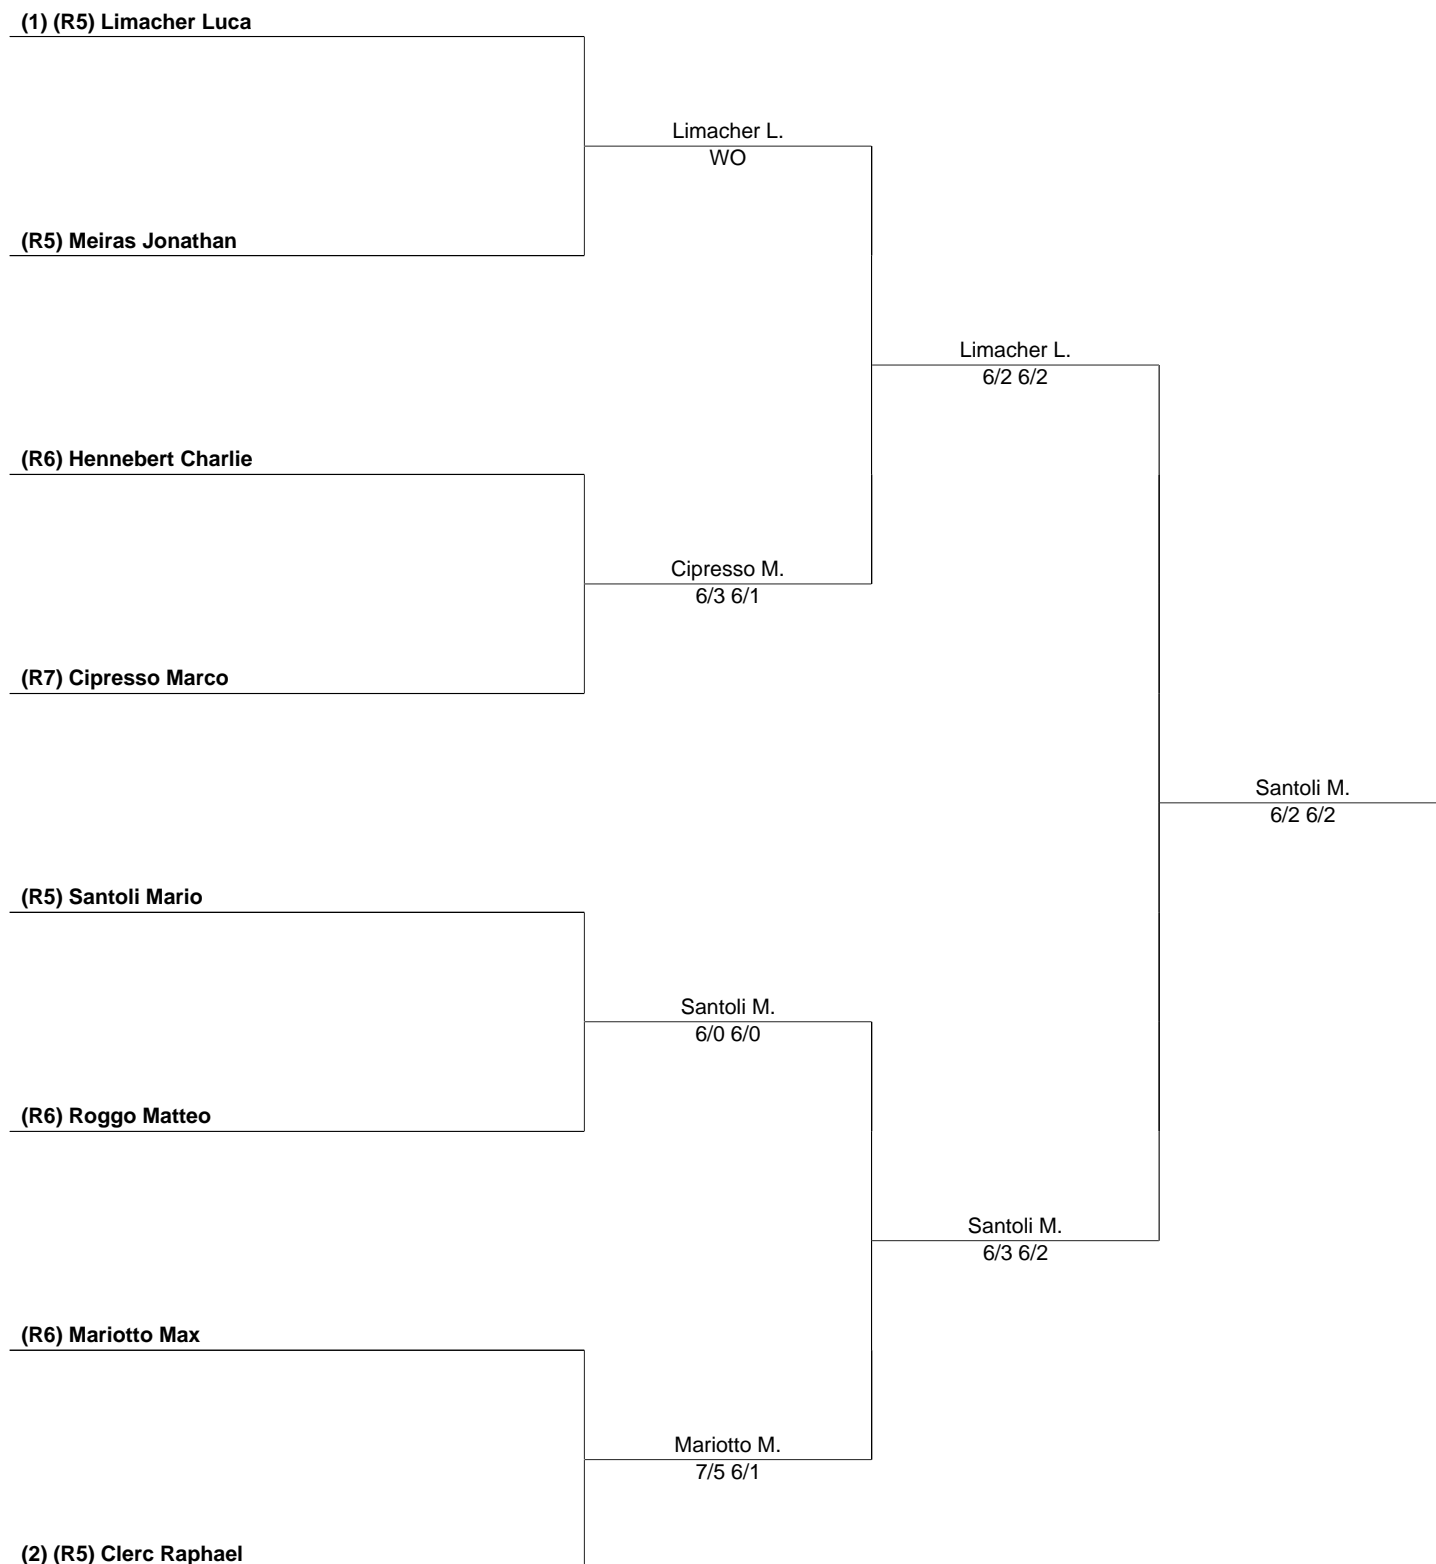 (1) (R5) Limacher Luca
Limacher L.
WO
(R5) Meiras Jonathan
Limacher L.
6/2 6/2
(R6) Hennebert Charlie
Cipresso M.
6/3 6/1
(R7) Cipresso Marco
Santoli M.
6/2 6/2
(R5) Santoli Mario
Santoli M.
6/0 6/0
(R6) Roggo Matteo
Santoli M.
6/3 6/2
(R6) Mariotto Max
Mariotto M.
7/5 6/1
(2) (R5) Clerc Raphael